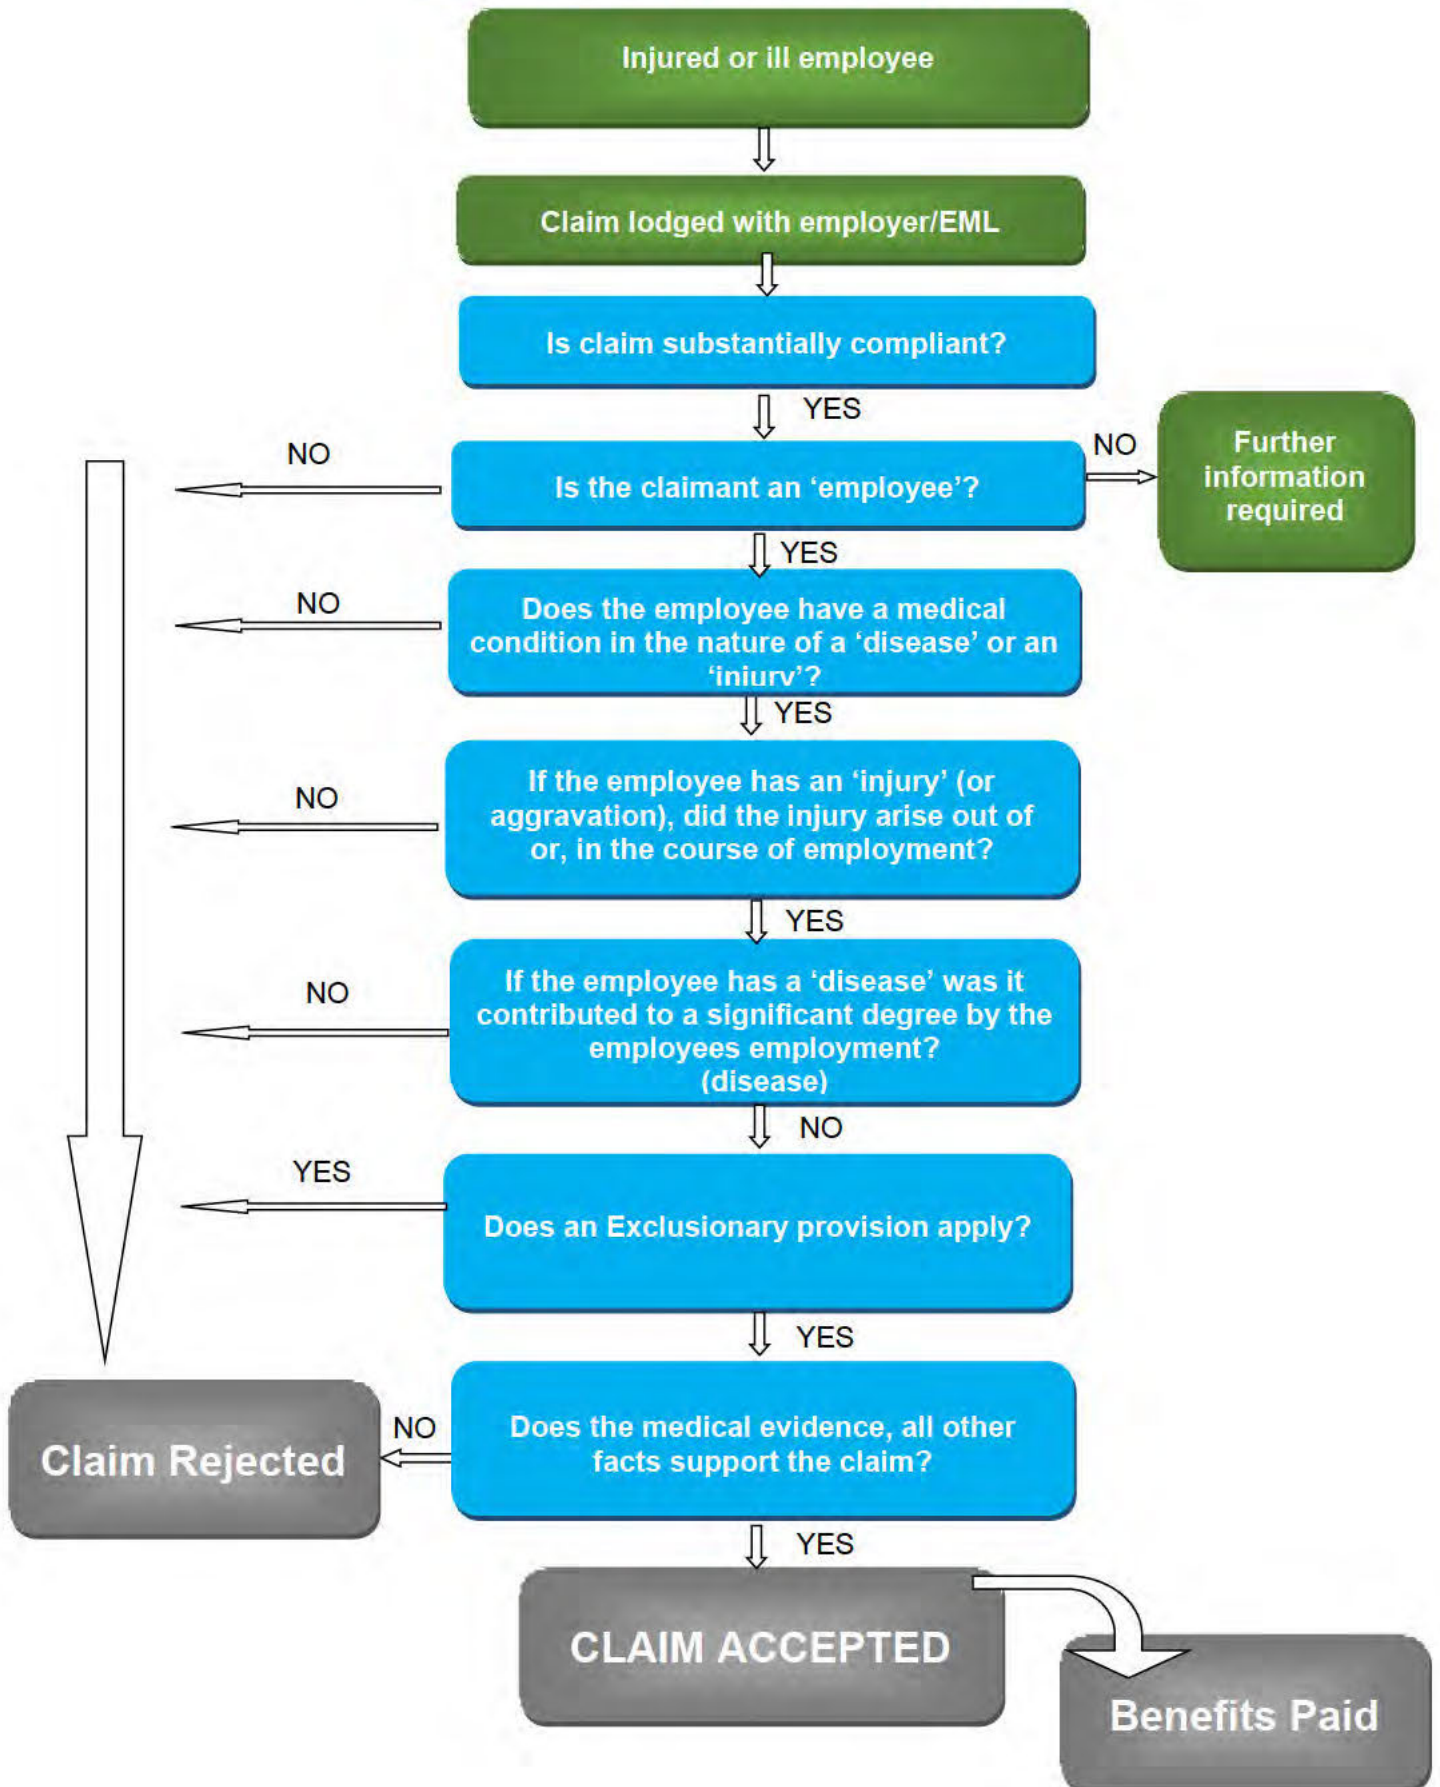 Injured or ill employee
Claim lodged with employer/EML
Is claim substantially compliant?
YES
NO
Is the claimant an ‘employee’?
NO
Further
information
required
YES
NO
Does the employee have a medical
condition in the nature of a ‘disease’ or an
‘injury’?
YES
NO
If the employee has an ‘injury’ (or
aggravation), did the injury arise out of
or, in the course of employment?
YES
NO
If the employee has a ‘disease’ was it
contributed to a significant degree by the
employees employment?
(disease)
NO
YES
Does an Exclusionary provision apply?
YES
Does the medical evidence, all other
facts support the claim?
NO
Claim Rejected
YES
CLAIM ACCEPTED
Benefits Paid